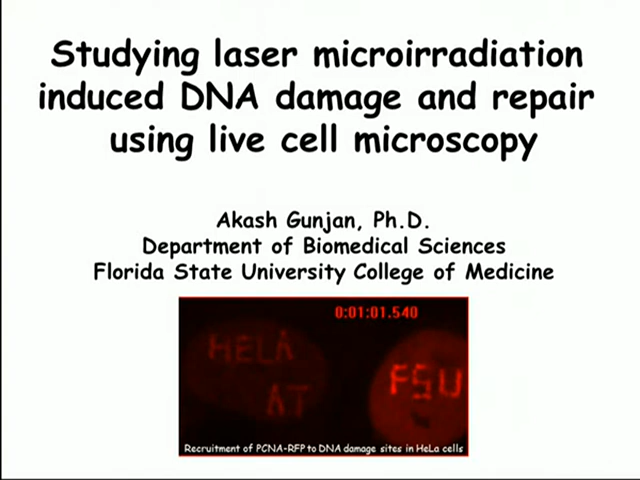 Studying laser microirradiation
induced DNA damage and repair
using live cell microscopy
Akash Gunjan, Ph.D.
Department of Biomedical Sciences
Florida State University College of Medicine
0:01:01.540
HELA
AT
FSU
Recruitment of PCNA-RFP to DNA damage sites in HeLa cells